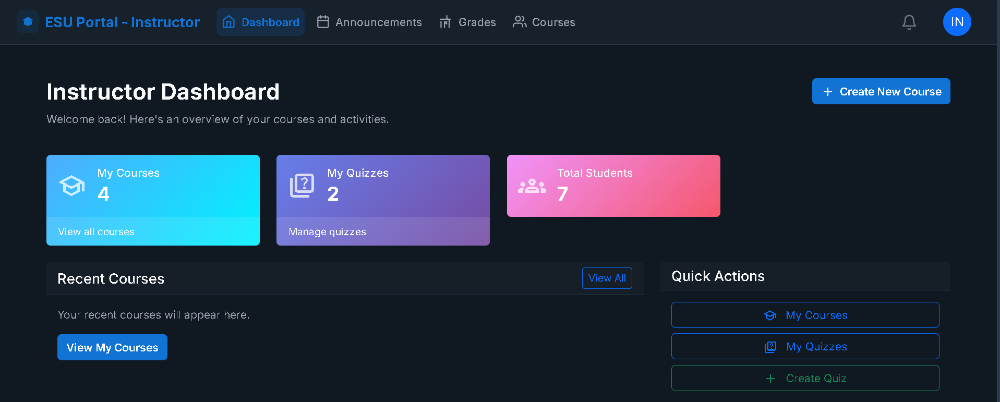 ESU Portal - Instructor
Dashboard
Announcements
Grades
Courses
IN
Instructor Dashboard
Create New Course
Welcome back! Here's an overview of your courses and activities.
My Courses
4
View all courses
My Quizzes
2
Manage quizzes
Total Students
7
Recent Courses
View All
Your recent courses will appear here.
View My Courses
Quick Actions
My Courses
My Quizzes
Create Quiz